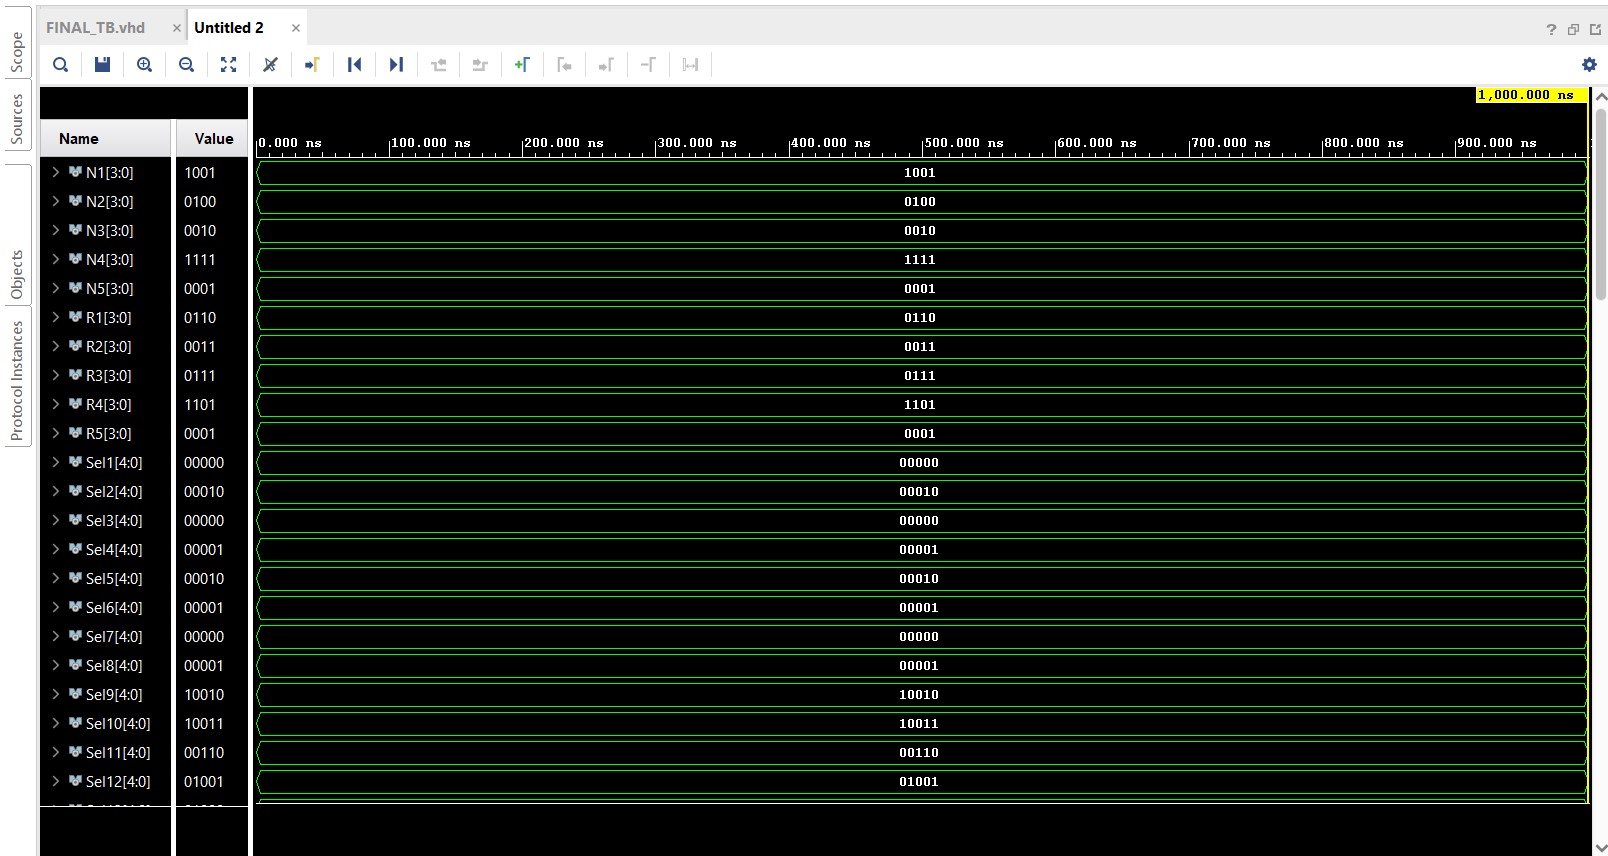 FINAL_TB.vhd × Untitled 2 ×
?
Scope
Sources
Objects
Protocol Instances
1,000.000 ns
Name Value
0.000 ns 100.000 ns 200.000 ns 300.000 ns 400.000 ns 500.000 ns 600.000 ns 700.000 ns 800.000 ns 900.000 ns
N1[3:0] 1001 1001
N2[3:0] 0100 0100
N3[3:0] 0010 0010
N4[3:0] 1111 1111
N5[3:0] 0001 0001
R1[3:0] 0110 0110
R2[3:0] 0011 0011
R3[3:0] 0111 0111
R4[3:0] 1101 1101
R5[3:0] 0001 0001
Sel1[4:0] 00000 00000
Sel2[4:0] 00010 00010
Sel3[4:0] 00000 00000
Sel4[4:0] 00001 00001
Sel5[4:0] 00010 00010
Sel6[4:0] 00001 00001
Sel7[4:0] 00000 00000
Sel8[4:0] 00001 00001
Sel9[4:0] 10010 10010
Sel10[4:0] 10011 10011
Sel11[4:0] 00110 00110
Sel12[4:0] 01001 01001